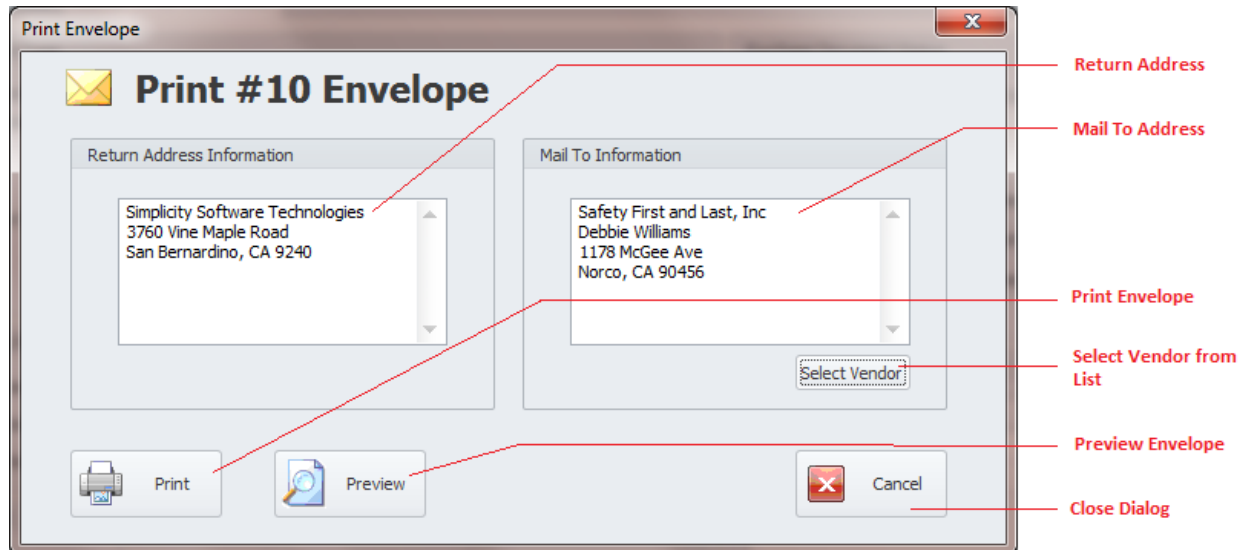 Print Envelope
Print #10 Envelope
Return Address Information
Simplicity Software Technologies
3760 Vine Maple Road
San Bernardino, CA 9240
Mail To Information
Safety First and Last, Inc
Debbie Williams
1178 McGee Ave
Norco, CA 90456
Select Vendor
Print
Preview
Cancel
Return Address
Mail To Address
Print Envelope
Select Vendor from
List
Preview Envelope
Close Dialog